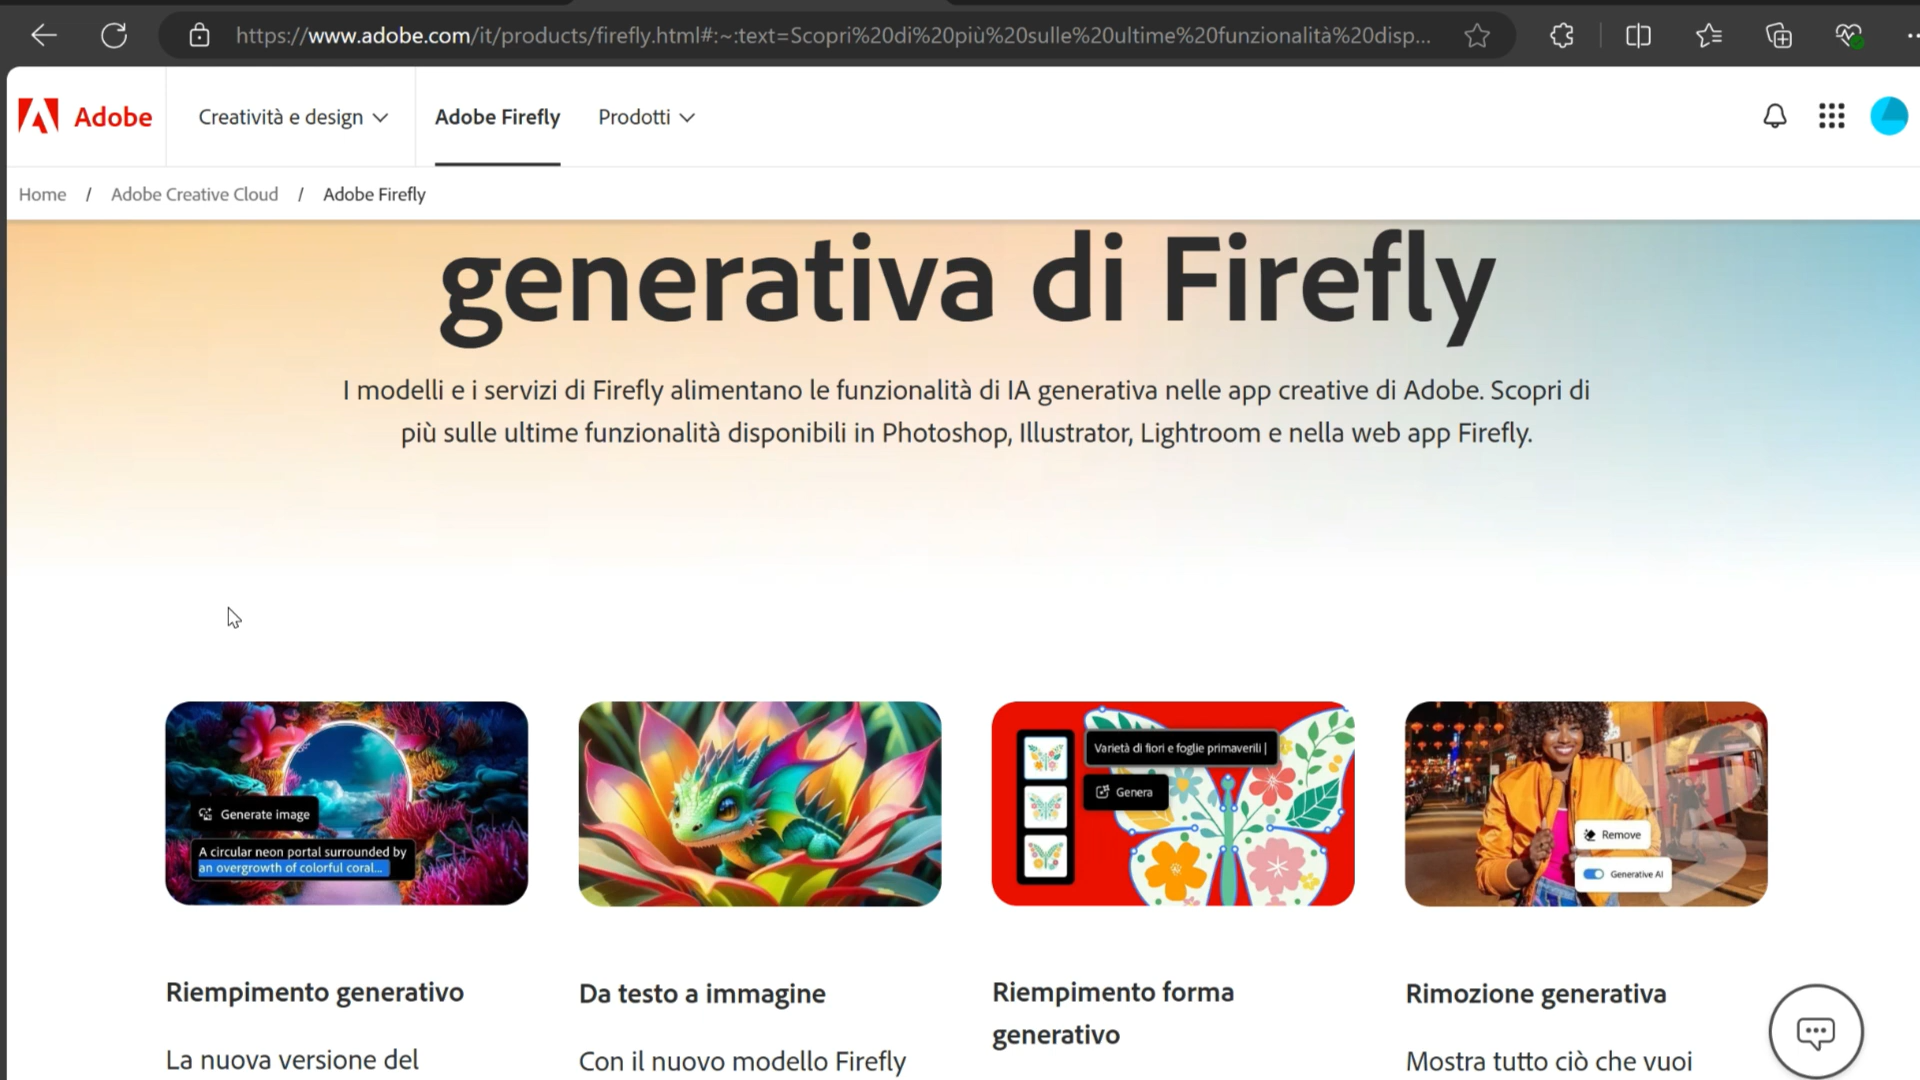 https://www.adobe.com/it/products/firefly.html#:~:text=Scopri%20di%20più%20sulle%20ultime%20funzionalità%20disp...
Adobe
Creatività e design
Adobe Firefly
Prodotti
Home / Adobe Creative Cloud / Adobe Firefly
generativa di Firefly
I modelli e i servizi di Firefly alimentano le funzionalità di IA generativa nelle app creative di Adobe. Scopri di
più sulle ultime funzionalità disponibili in Photoshop, Illustrator, Lightroom e nella web app Firefly.
Generate image
A circular neon portal surrounded by
an overgrowth of colorful coral...
Varietà di fiori e foglie primaverili |
Genera
Remove
Generative AI
Riempimento generativo
La nuova versione del
Da testo a immagine
Con il nuovo modello Firefly
Riempimento forma
generativo
Rimozione generativa
Mostra tutto ciò che vuoi